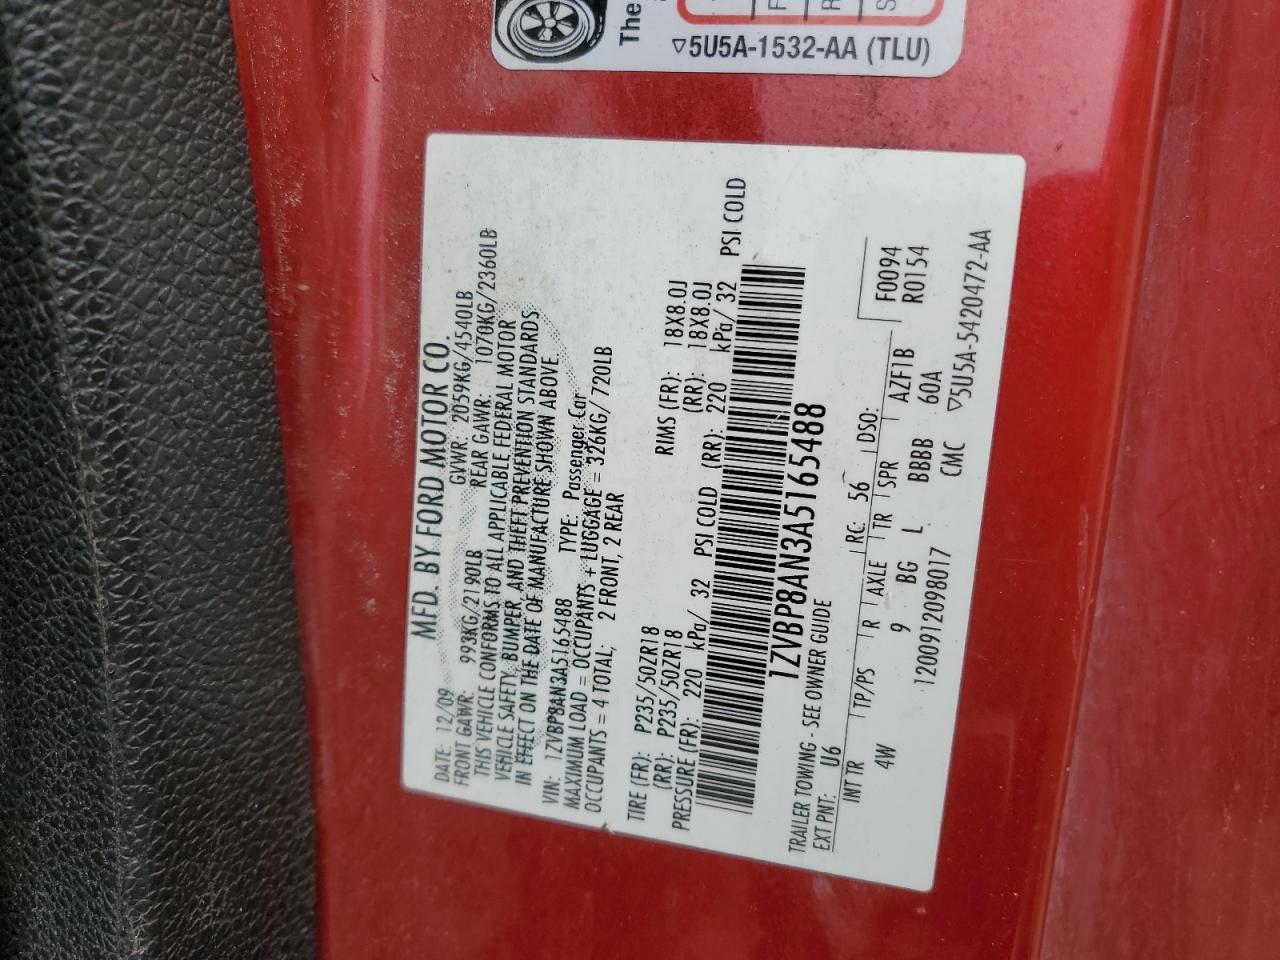 The
F
R
S
▽5U5A-1532-AA (TLU)
MFD. BY FORD MOTOR CO.
DATE: 12/09 GVWR: 2059KG/4540LB
FRONT GAWR: 993KG/2190LB REAR GAWR: 1070KG/2360LB
THIS VEHICLE CONFORMS TO ALL APPLICABLE FEDERAL MOTOR
VEHICLE SAFETY, BUMPER, AND THEFT PREVENTION STANDARDS
IN EFFECT ON THE DATE OF MANUFACTURE SHOWN ABOVE.
VIN: 1ZVBP8AN3A5165488 TYPE: Passenger Car
MAXIMUM LOAD = OCCUPANTS + LUGGAGE = 326KG/ 720LB
OCCUPANTS = 4 TOTAL; 2 FRONT, 2 REAR
TIRE (FR): P235/50ZR18 RIMS (FR): 18X8.0J
(RR): P235/50ZR18 (RR): 18X8.0J
PRESSURE (FR): 220 kPa/ 32 PSI COLD (RR): 220 kPa/ 32 PSI COLD
1ZVBP8AN3A5165488
TRAILER TOWING - SEE OWNER GUIDE
EXT PNT: U6 RC: 56 DSO: F0094
INT TR TP/PS R AXLE TR SPR R0154
4W 9 BG L BBBB AZF1B
1200912098017 CMC 60A
▽5U5A-5420472-AA